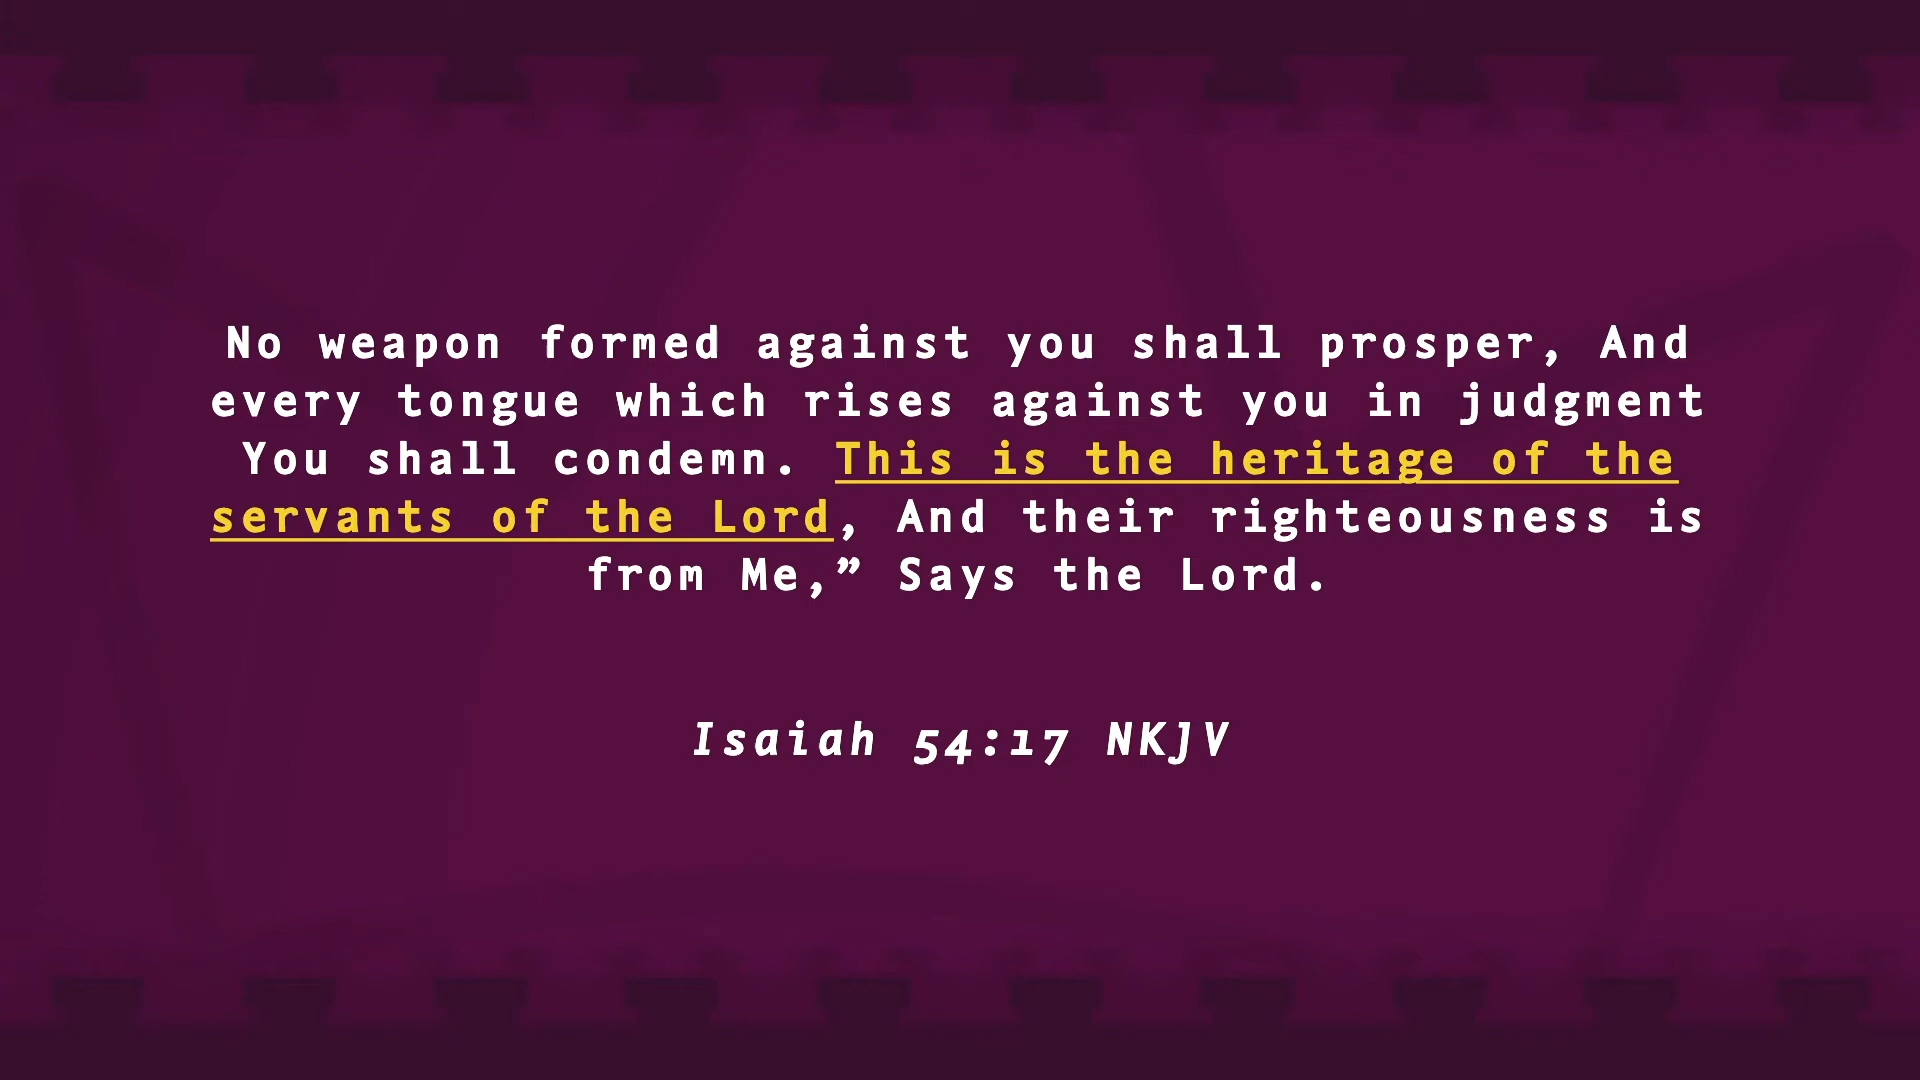 No weapon formed against you shall prosper, And
every tongue which rises against you in judgment
You shall condemn. This is the heritage of the
servants of the Lord, And their righteousness is
from Me,” Says the Lord.
Isaiah 54:17 NKJV